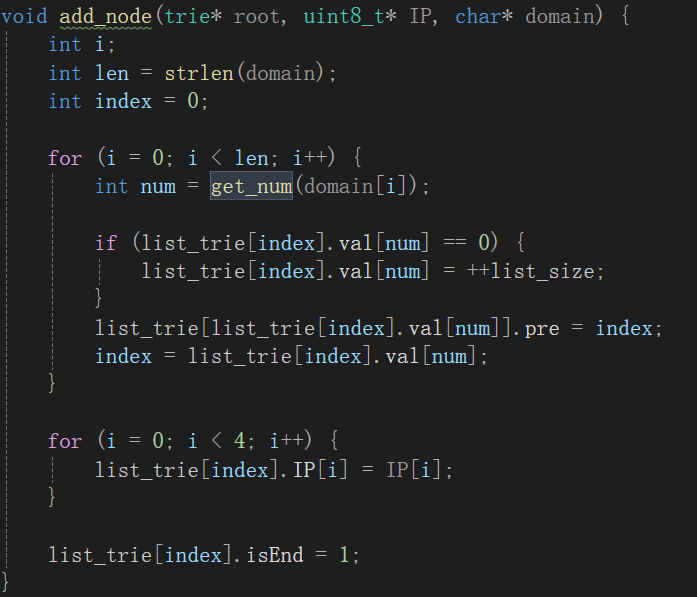 void add_node(trie* root, uint8_t* IP, char* domain) {
    int i;
    int len = strlen(domain);
    int index = 0;

    for (i = 0; i < len; i++) {
        int num = get_num(domain[i]);

        if (list_trie[index].val[num] == 0) {
            list_trie[index].val[num] = ++list_size;
        }
        list_trie[list_trie[index].val[num]].pre = index;
        index = list_trie[index].val[num];
    }

    for (i = 0; i < 4; i++) {
        list_trie[index].IP[i] = IP[i];
    }

    list_trie[index].isEnd = 1;
}